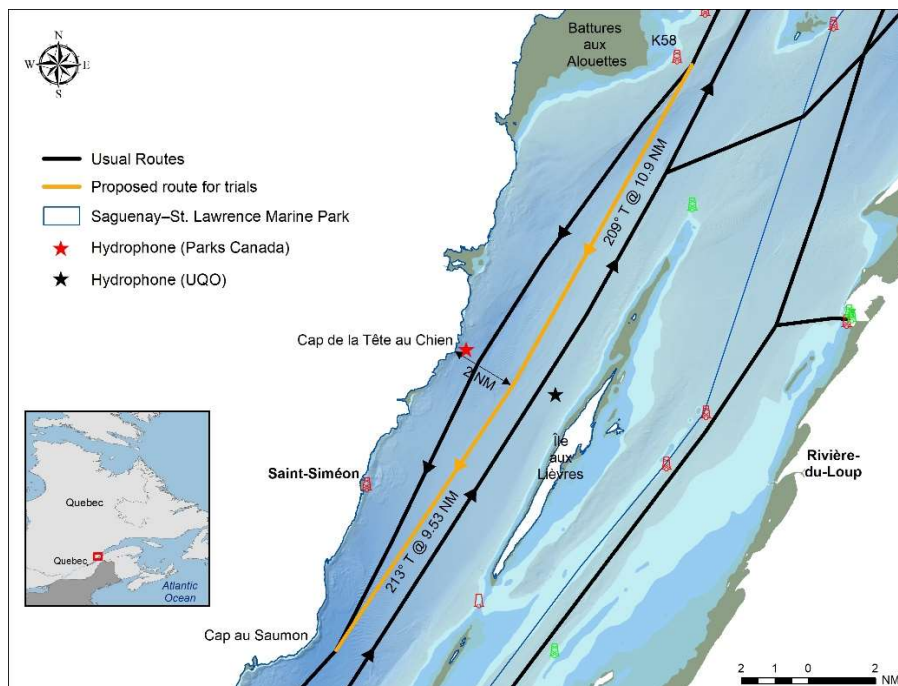 N
W
E
S
Usual Routes
Proposed route for trials
Saguenay–St. Lawrence Marine Park
Hydrophone (Parks Canada)
Hydrophone (UQO)
Battures
aux
Alouettes
K58
209° T @ 10.9 NM
Cap de la Tête au Chien
2 NM
Île
aux
Lièvres
Rivière-
du-Loup
Saint-Siméon
213° T @ 9.53 NM
Cap au Saumon
Quebec
Quebec
Atlantic
Ocean
2 1 0 2
NM